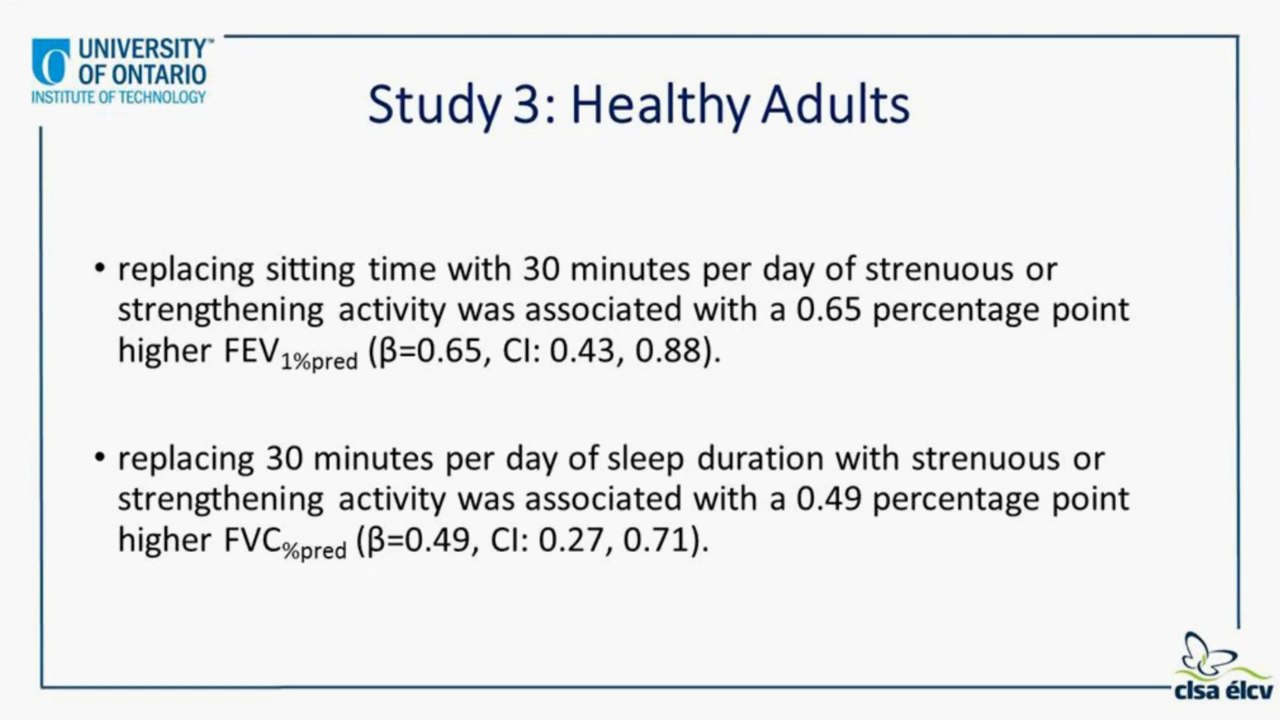 UNIVERSITY™
OF ONTARIO
INSTITUTE OF TECHNOLOGY
Study 3: Healthy Adults
• replacing sitting time with 30 minutes per day of strenuous or
strengthening activity was associated with a 0.65 percentage point
higher FEV1%pred (β=0.65, CI: 0.43, 0.88).
• replacing 30 minutes per day of sleep duration with strenuous or
strengthening activity was associated with a 0.49 percentage point
higher FVC%pred (β=0.49, CI: 0.27, 0.71).
clsa élcv